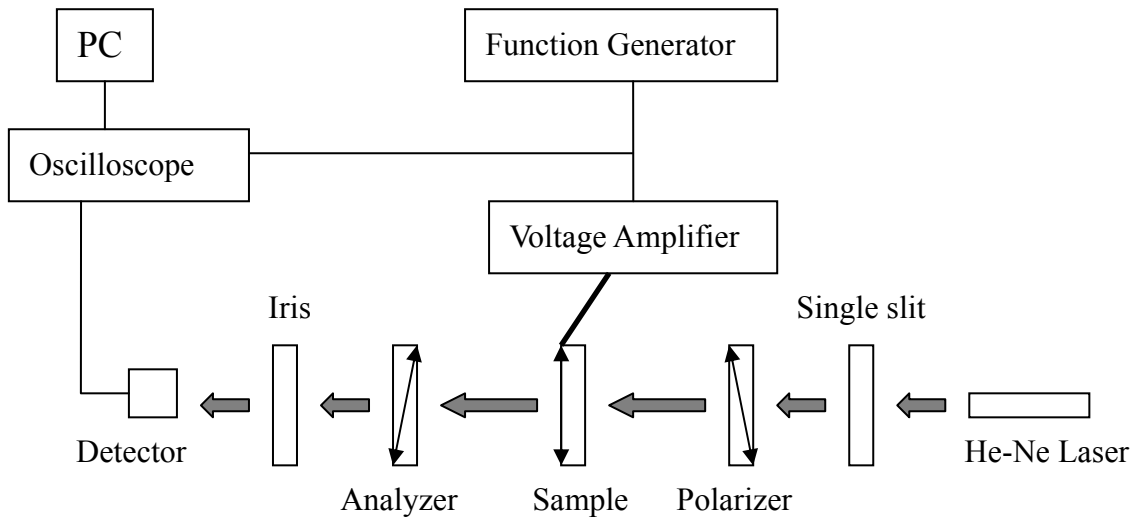 PC
Function Generator
Oscilloscope
Voltage Amplifier
Iris
Single slit
Detector
He-Ne Laser
Analyzer
Sample
Polarizer